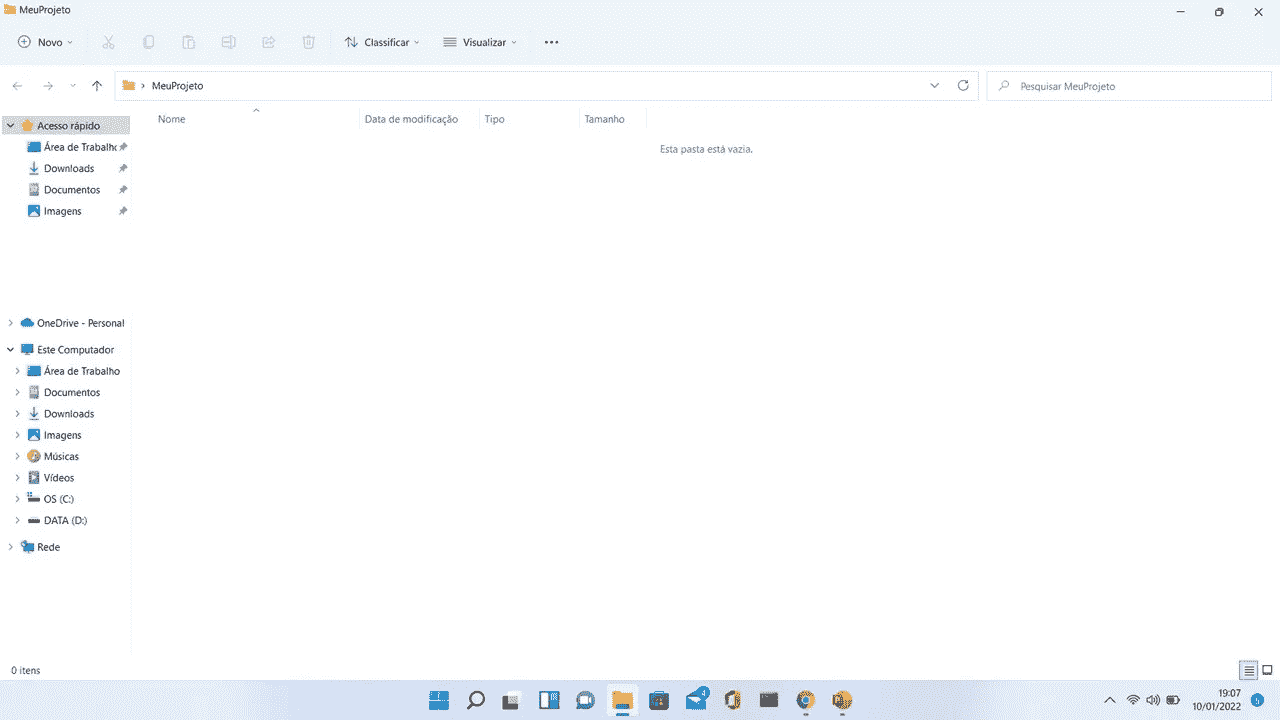 MeuProjeto
Novo
Classificar
Visualizar
MeuProjeto
Pesquisar MeuProjeto
Nome
Data de modificação
Tipo
Tamanho
Esta pasta está vazia.
Acesso rápido
Área de Trabalho
Downloads
Documentos
Imagens
OneDrive - Personal
Este Computador
Área de Trabalho
Documentos
Downloads
Imagens
Músicas
Vídeos
OS (C:)
DATA (D:)
Rede
0 itens
4
19:07
10/01/2022